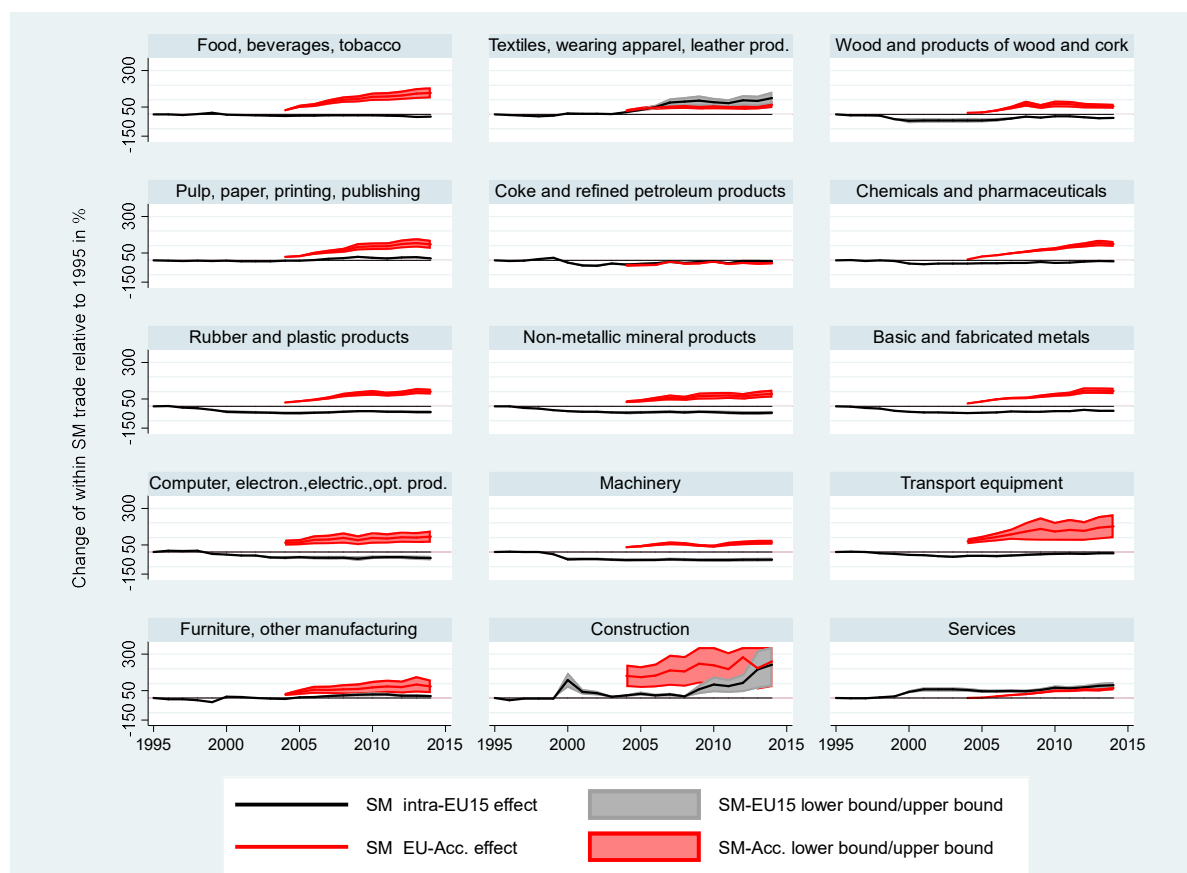 Food, beverages, tobacco
Textiles, wearing apparel, leather prod.
Wood and products of wood and cork
300
50
-150
Pulp, paper, printing, publishing
Coke and refined petroleum products
Chemicals and pharmaceuticals
300
50
-150
Change of within SM trade relative to 1995 in %
Rubber and plastic products
Non-metallic mineral products
Basic and fabricated metals
300
50
-150
Computer, electron.,electric.,opt. prod.
Machinery
Transport equipment
300
50
-150
Furniture, other manufacturing
Construction
Services
300
50
-150
1995 2000 2005 2010 2015
1995 2000 2005 2010 2015
1995 2000 2005 2010 2015
SM intra-EU15 effect
SM-EU15 lower bound/upper bound
SM EU-Acc. effect
SM-Acc. lower bound/upper bound